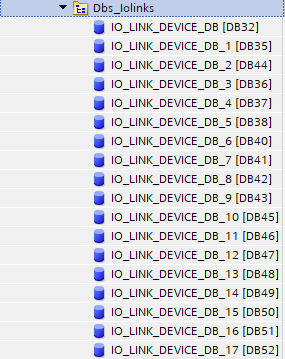 Dbs_Iolinks
IO_LINK_DEVICE_DB [DB32]
IO_LINK_DEVICE_DB_1 [DB35]
IO_LINK_DEVICE_DB_2 [DB44]
IO_LINK_DEVICE_DB_3 [DB36]
IO_LINK_DEVICE_DB_4 [DB37]
IO_LINK_DEVICE_DB_5 [DB38]
IO_LINK_DEVICE_DB_6 [DB40]
IO_LINK_DEVICE_DB_7 [DB41]
IO_LINK_DEVICE_DB_8 [DB42]
IO_LINK_DEVICE_DB_9 [DB43]
IO_LINK_DEVICE_DB_10 [DB45]
IO_LINK_DEVICE_DB_11 [DB46]
IO_LINK_DEVICE_DB_12 [DB47]
IO_LINK_DEVICE_DB_13 [DB48]
IO_LINK_DEVICE_DB_14 [DB49]
IO_LINK_DEVICE_DB_15 [DB50]
IO_LINK_DEVICE_DB_16 [DB51]
IO_LINK_DEVICE_DB_17 [DB52]